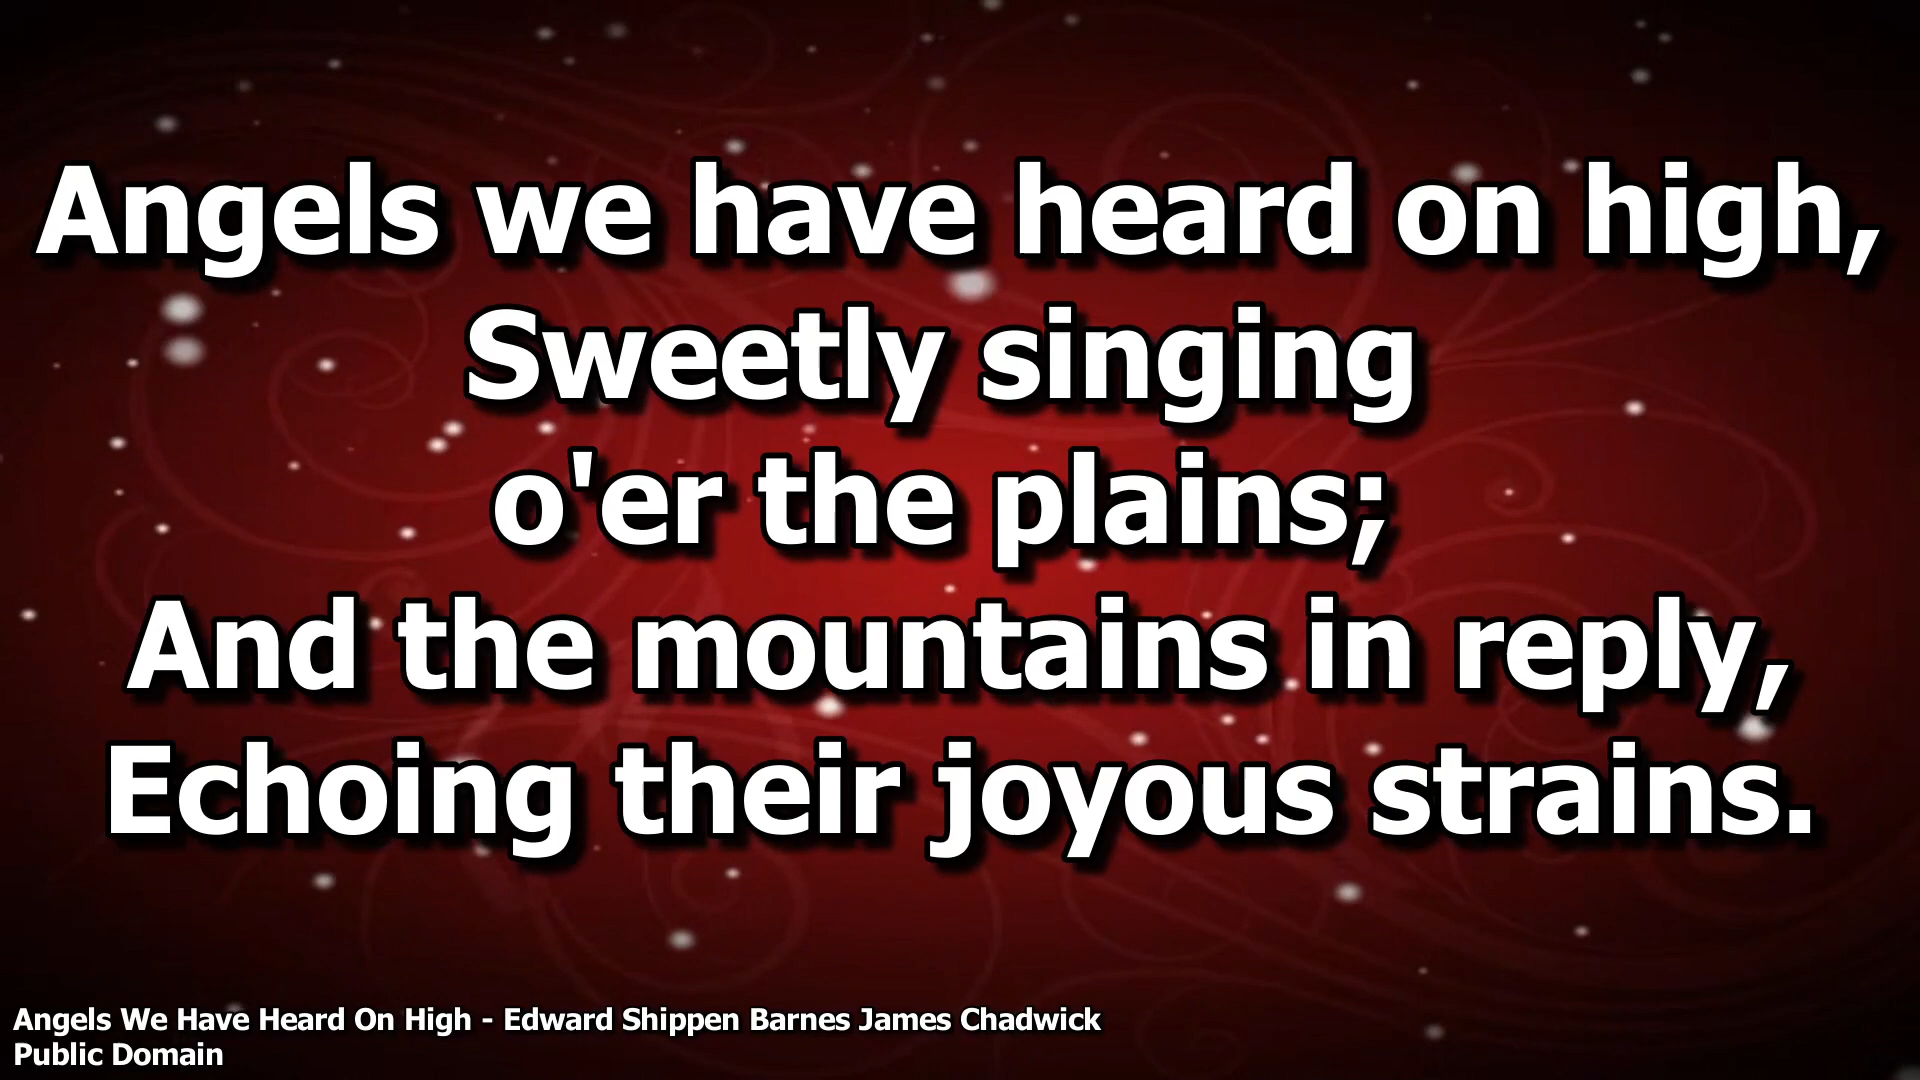 Angels we have heard on high,
Sweetly singing
o'er the plains;
And the mountains in reply,
Echoing their joyous strains.
Angels We Have Heard On High - Edward Shippen Barnes James Chadwick
Public Domain